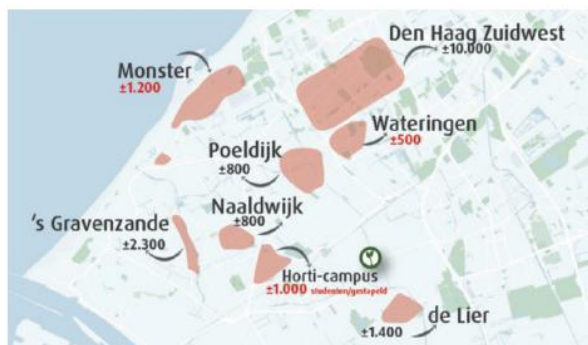 Den Haag Zuidwest
±10.000
Monster
±1.200
Wateringen
±500
Poeldijk
±800
Naaldwijk
±800
's Gravenzande
±2.300
Horti-campus
±1.000 studenten/gestapeld
de Lier
±1.400